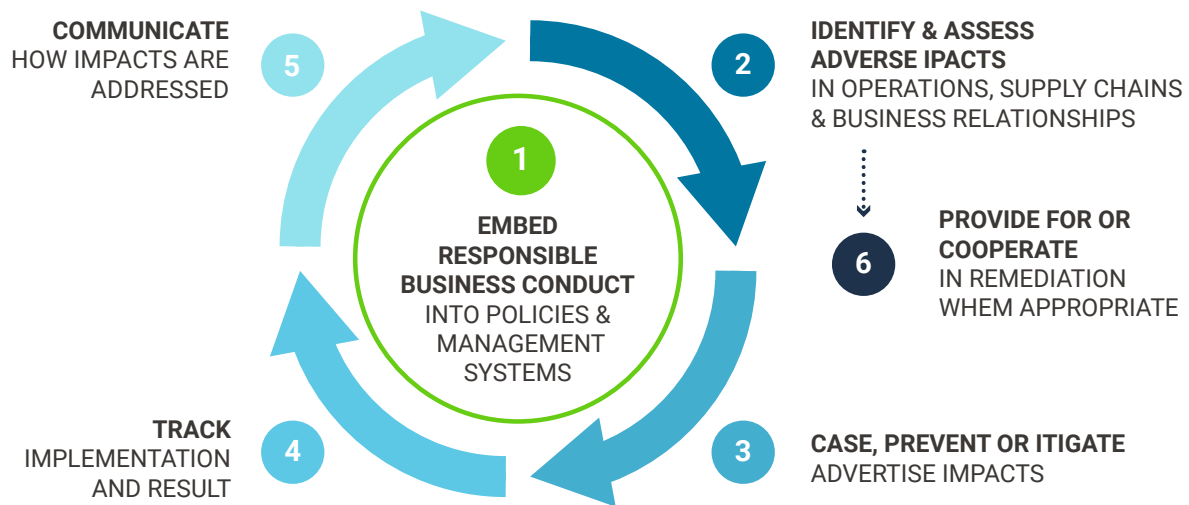 1
EMBED
RESPONSIBLE
BUSINESS CONDUCT
INTO POLICIES &
MANAGEMENT
SYSTEMS
2
IDENTIFY & ASSESS
ADVERSE IPACTS
IN OPERATIONS, SUPPLY CHAINS
& BUSINESS RELATIONSHIPS
3
CASE, PREVENT OR ITIGATE
ADVERTISE IMPACTS
4
TRACK
IMPLEMENTATION
AND RESULT
5
COMMUNICATE
HOW IMPACTS ARE
ADDRESSED
6
PROVIDE FOR OR
COOPERATE
IN REMEDIATION
WHEM APPROPRIATE